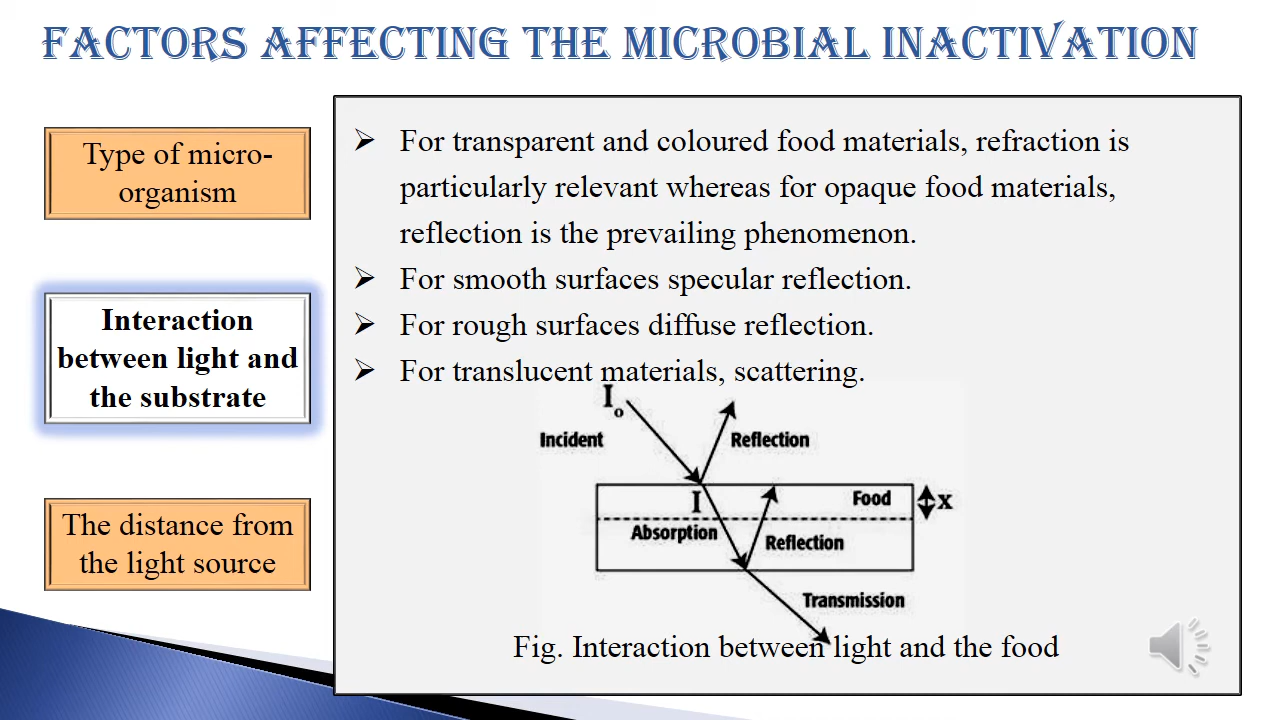 FACTORS AFFECTING THE MICROBIAL INACTIVATION
Type of micro-
organism
Interaction
between light and
the substrate
The distance from
the light source
➢ For transparent and coloured food materials, refraction is
particularly relevant whereas for opaque food materials,
reflection is the prevailing phenomenon.
➢ For smooth surfaces specular reflection.
➢ For rough surfaces diffuse reflection.
➢ For translucent materials, scattering.
Io
Incident
Reflection
I
Food
x
Absorption
Reflection
Transmission
Fig. Interaction between light and the food